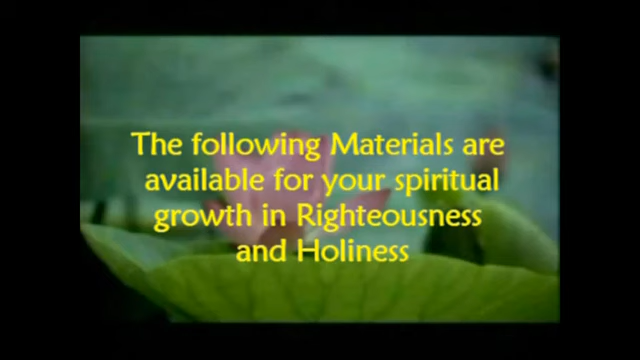 The following Materials are
available for your spiritual
growth in Righteousness
and Holiness